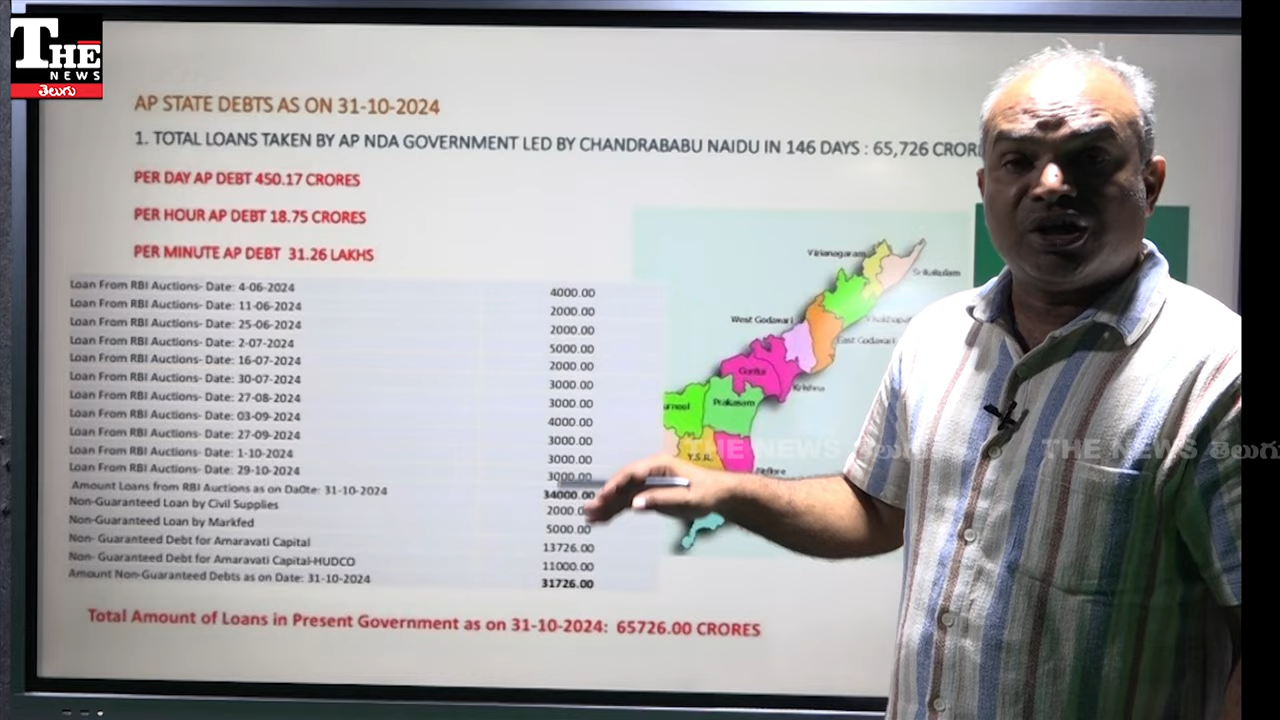 THE
NEWS
తెలుగు
AP STATE DEBTS AS ON 31-10-2024
1. TOTAL LOANS TAKEN BY AP NDA GOVERNMENT LED BY CHANDRABABU NAIDU IN 146 DAYS : 65,726
PER DAY AP DEBT 450.17 CRORES
PER HOUR AP DEBT 18.75 CRORES
PER MINUTE AP DEBT 31.26 LAKHS
Loan From RBI Auctions- Date: 4-06-2024 4000.00
Loan From RBI Auctions- Date: 11-06-2024 2000.00
Loan From RBI Auctions- Date: 25-06-2024 2000.00
Loan From RBI Auctions- Date: 2-07-2024 5000.00
Loan From RBI Auctions- Date: 16-07-2024 2000.00
Loan From RBI Auctions- Date: 30-07-2024 3000.00
Loan From RBI Auctions- Date: 27-08-2024 3000.00
Loan From RBI Auctions- Date: 03-09-2024 4000.00
Loan From RBI Auctions- Date: 27-09-2024 3000.00
Loan From RBI Auctions- Date: 1-10-2024 3000.00
Loan From RBI Auctions- Date: 29-10-2024 3000.00
Amount Loans from RBI Auctions as on Da0te: 31-10-2024 34000.00
Non-Guaranteed Loan by Civil Supplies 2000.00
Non-Guaranteed Loan by Markfed 5000.00
Non- Guaranteed Debt for Amaravati Capital 13726.00
Non- Guaranteed Debt for Amaravati Capital-HUDCO 11000.00
Amount Non-Guaranteed Debts as on Date: 31-10-2024 31726.00
Total Amount of Loans in Present Government as on 31-10-2024: 65726.00 CRORES
Vizianagaram
Srikakulam
West Godavari
East Godavari
Guntur
Krishna
Prakasam
Y.S.R.
Nellore
THE NEWS తెలుగు
THE NEWS తెలుగు